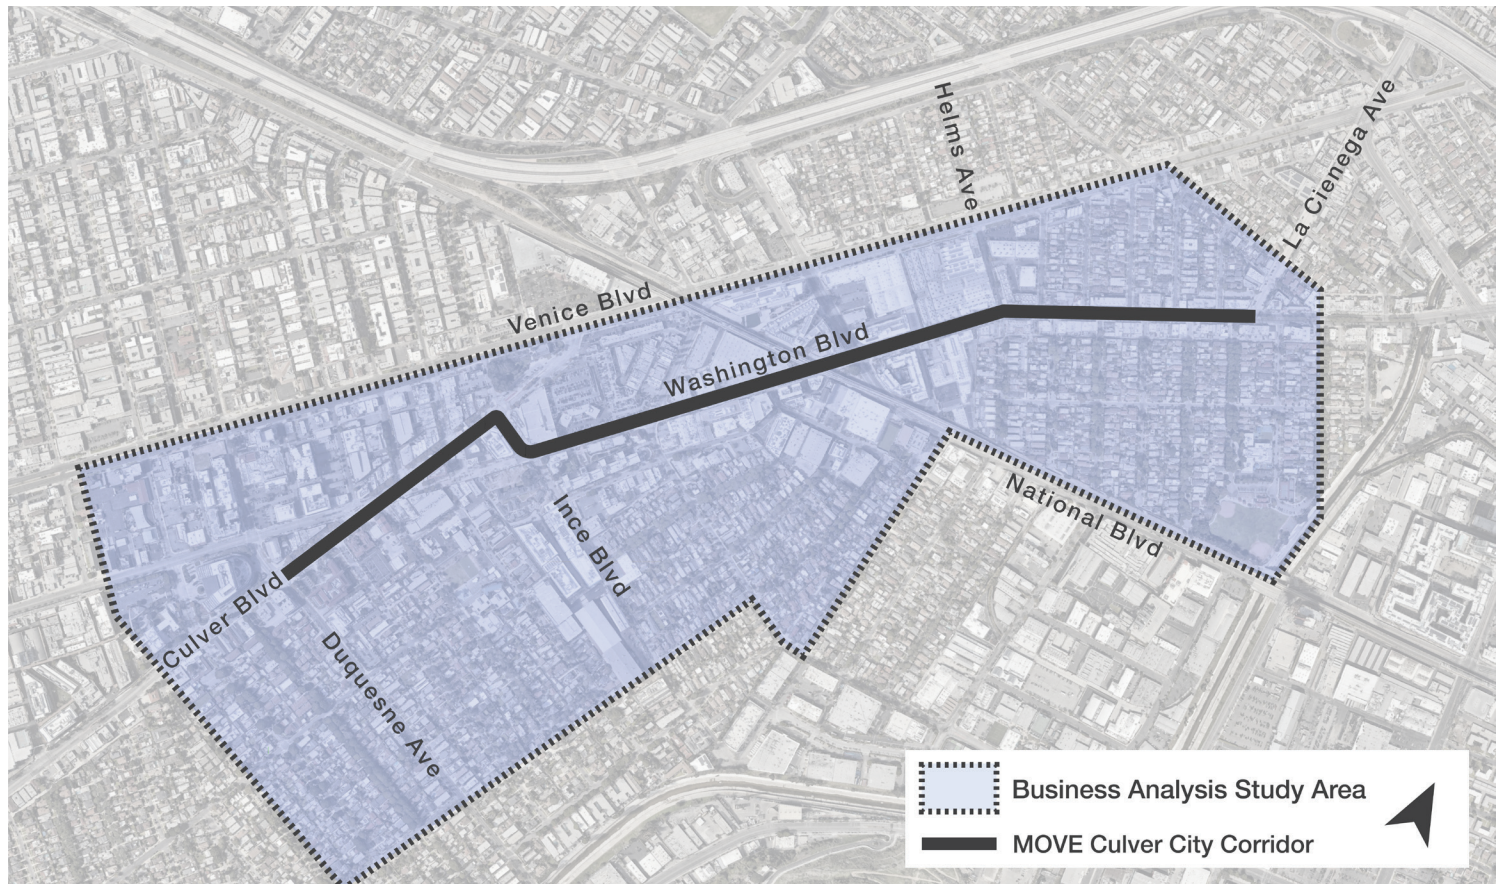 Helms Ave
La Cienega Ave
Venice Blvd
Washington Blvd
National Blvd
Ince Blvd
Culver Blvd
Duquesne Ave
Business Analysis Study Area
MOVE Culver City Corridor